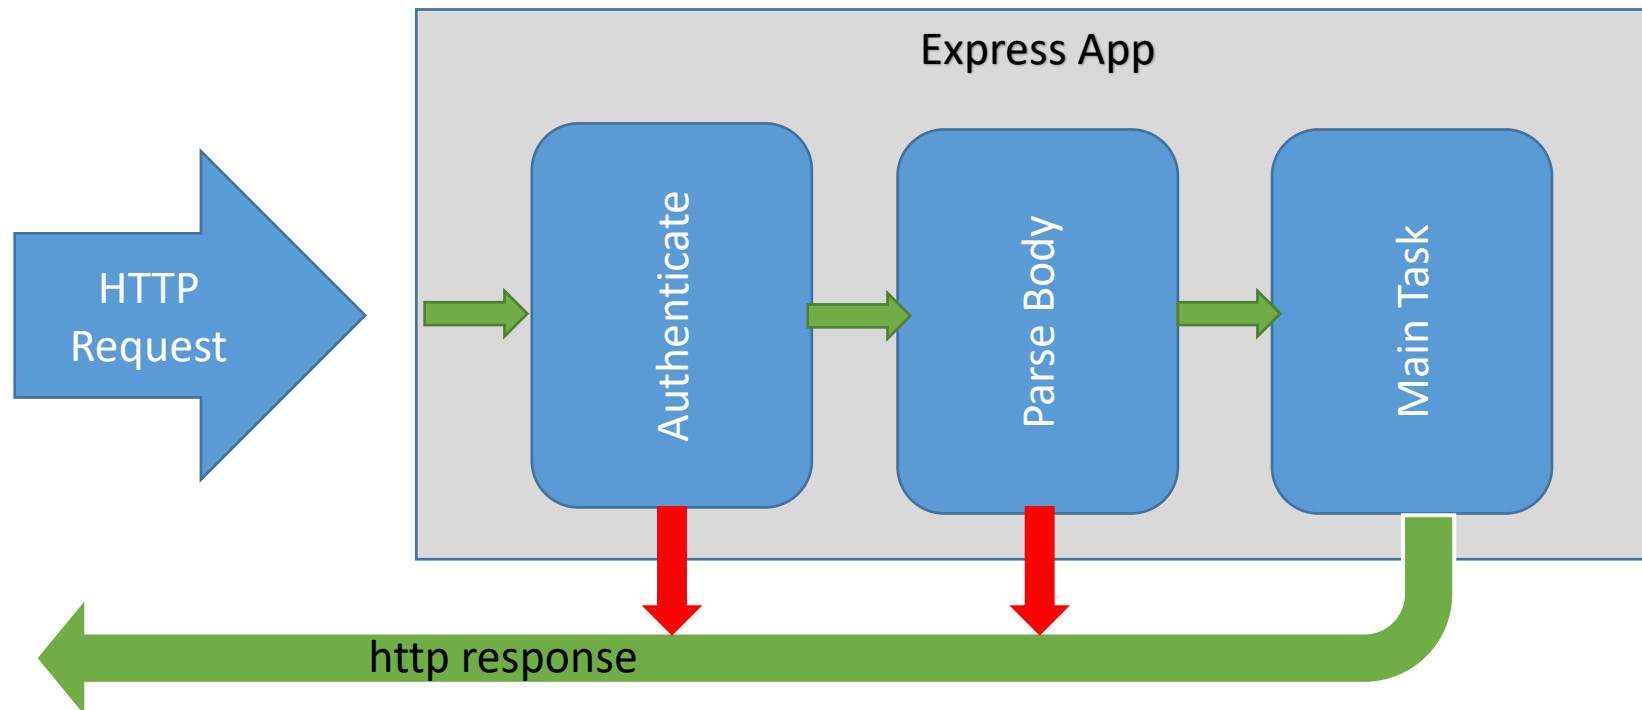 Express App
HTTP
Request
Authenticate
Parse Body
Main Task
http response